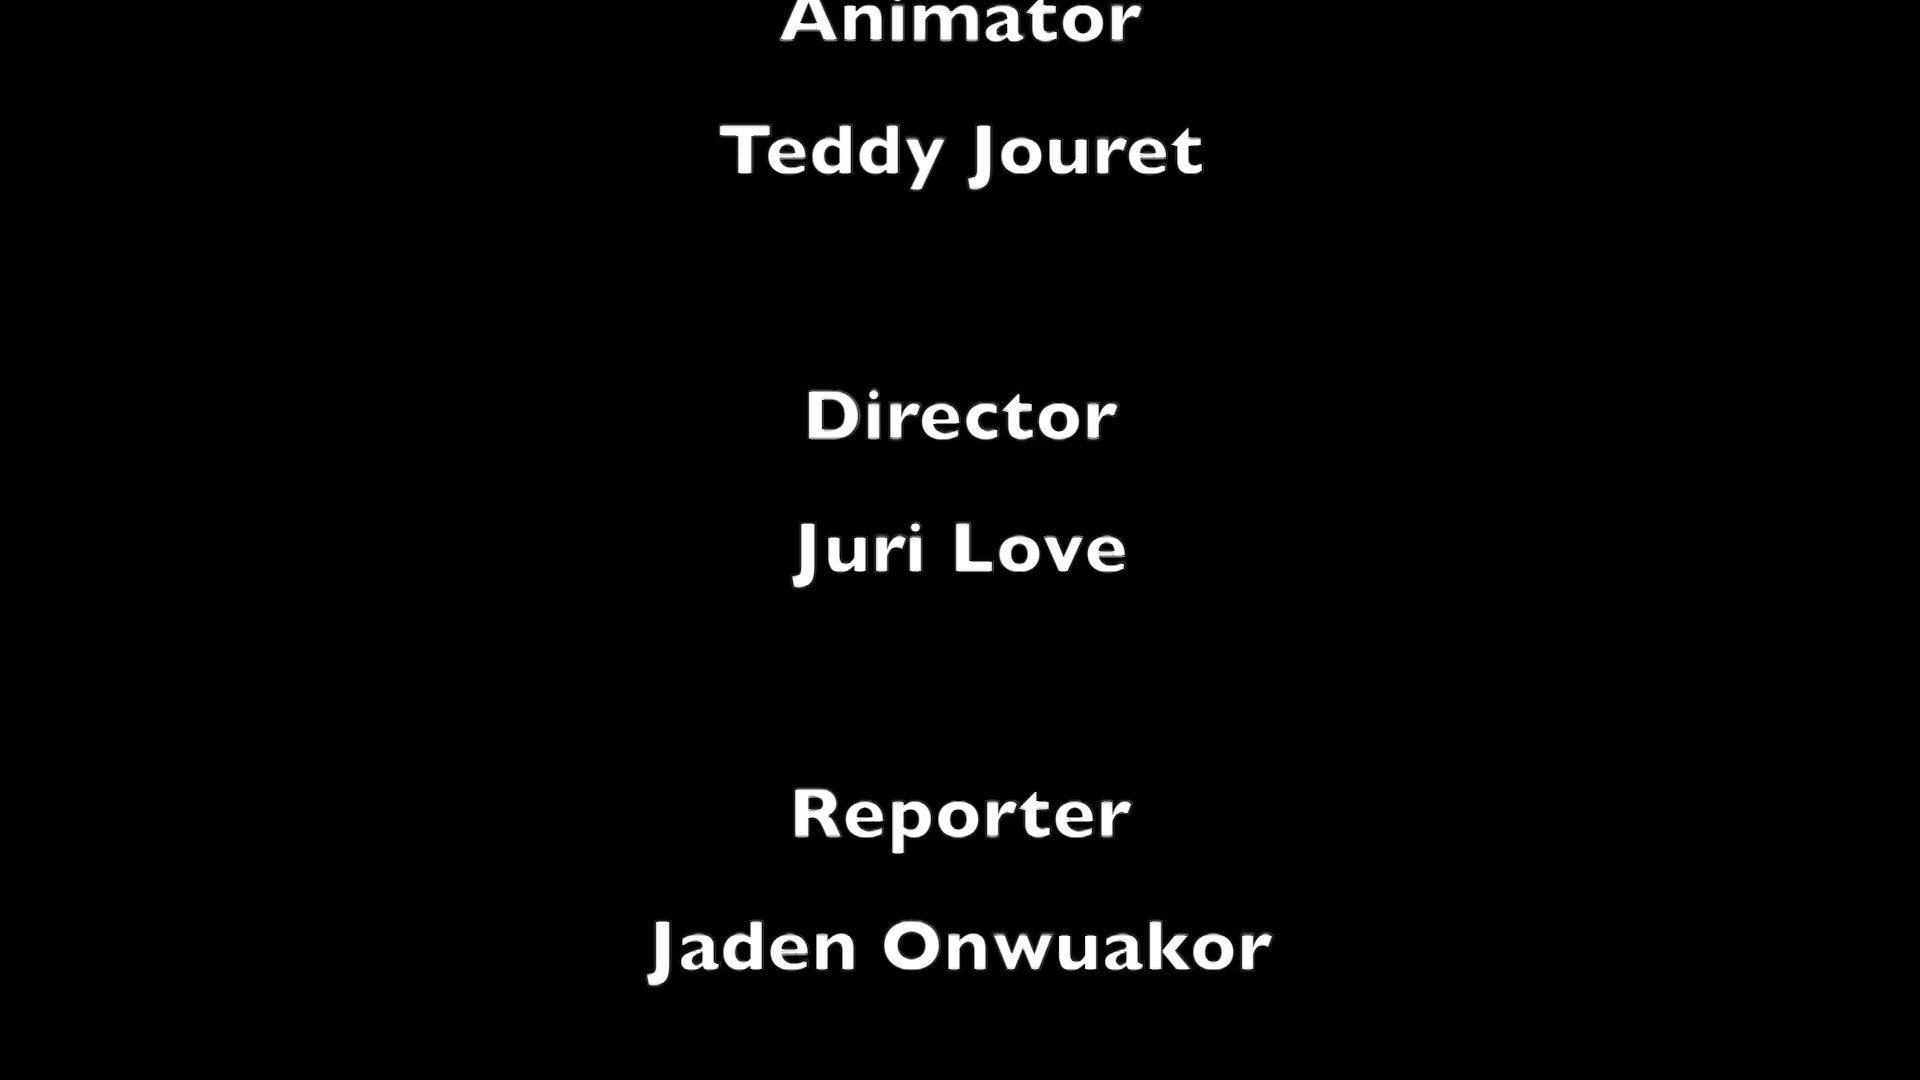 Animator
Teddy Jouret
Director
Juri Love
Reporter
Jaden Onwuakor